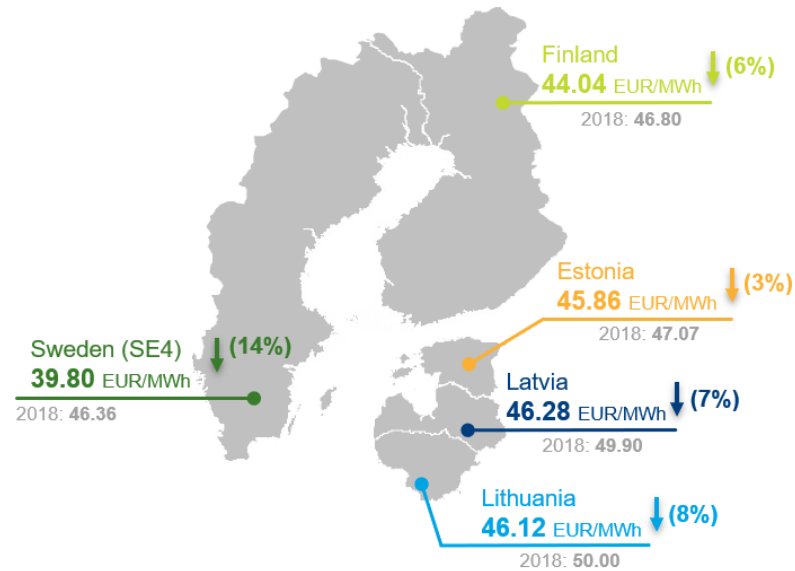 Finland
44.04 EUR/MWh
(6%)
2018: 46.80
Estonia
45.86 EUR/MWh
(3%)
2018: 47.07
Sweden (SE4)
(14%)
39.80 EUR/MWh
2018: 46.36
Latvia
46.28 EUR/MWh
(7%)
2018: 49.90
Lithuania
46.12 EUR/MWh
(8%)
2018: 50.00